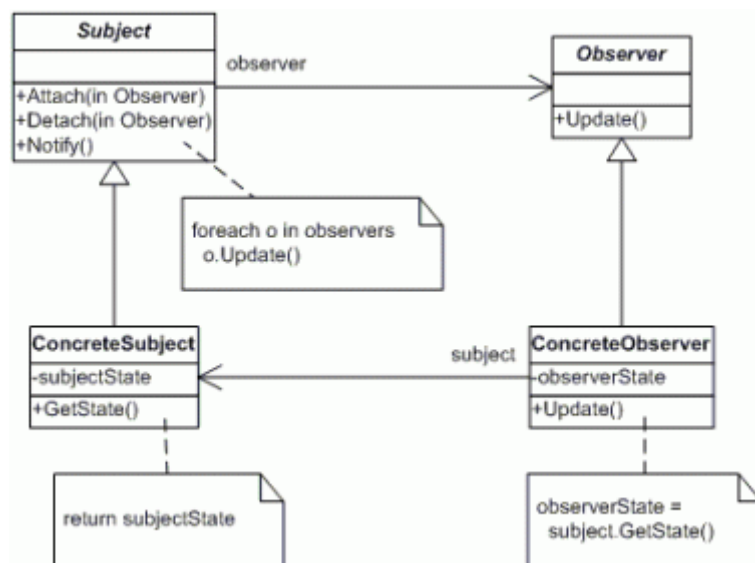 Subject
+Attach(in Observer)
+Detach(in Observer)
+Notify()
observer
Observer
+Update()
foreach o in observers
o.Update()
ConcreteSubject
-subjectState
+GetState()
subject
ConcreteObserver
-observerState
+Update()
return subjectState
observerState =
subject.GetState()